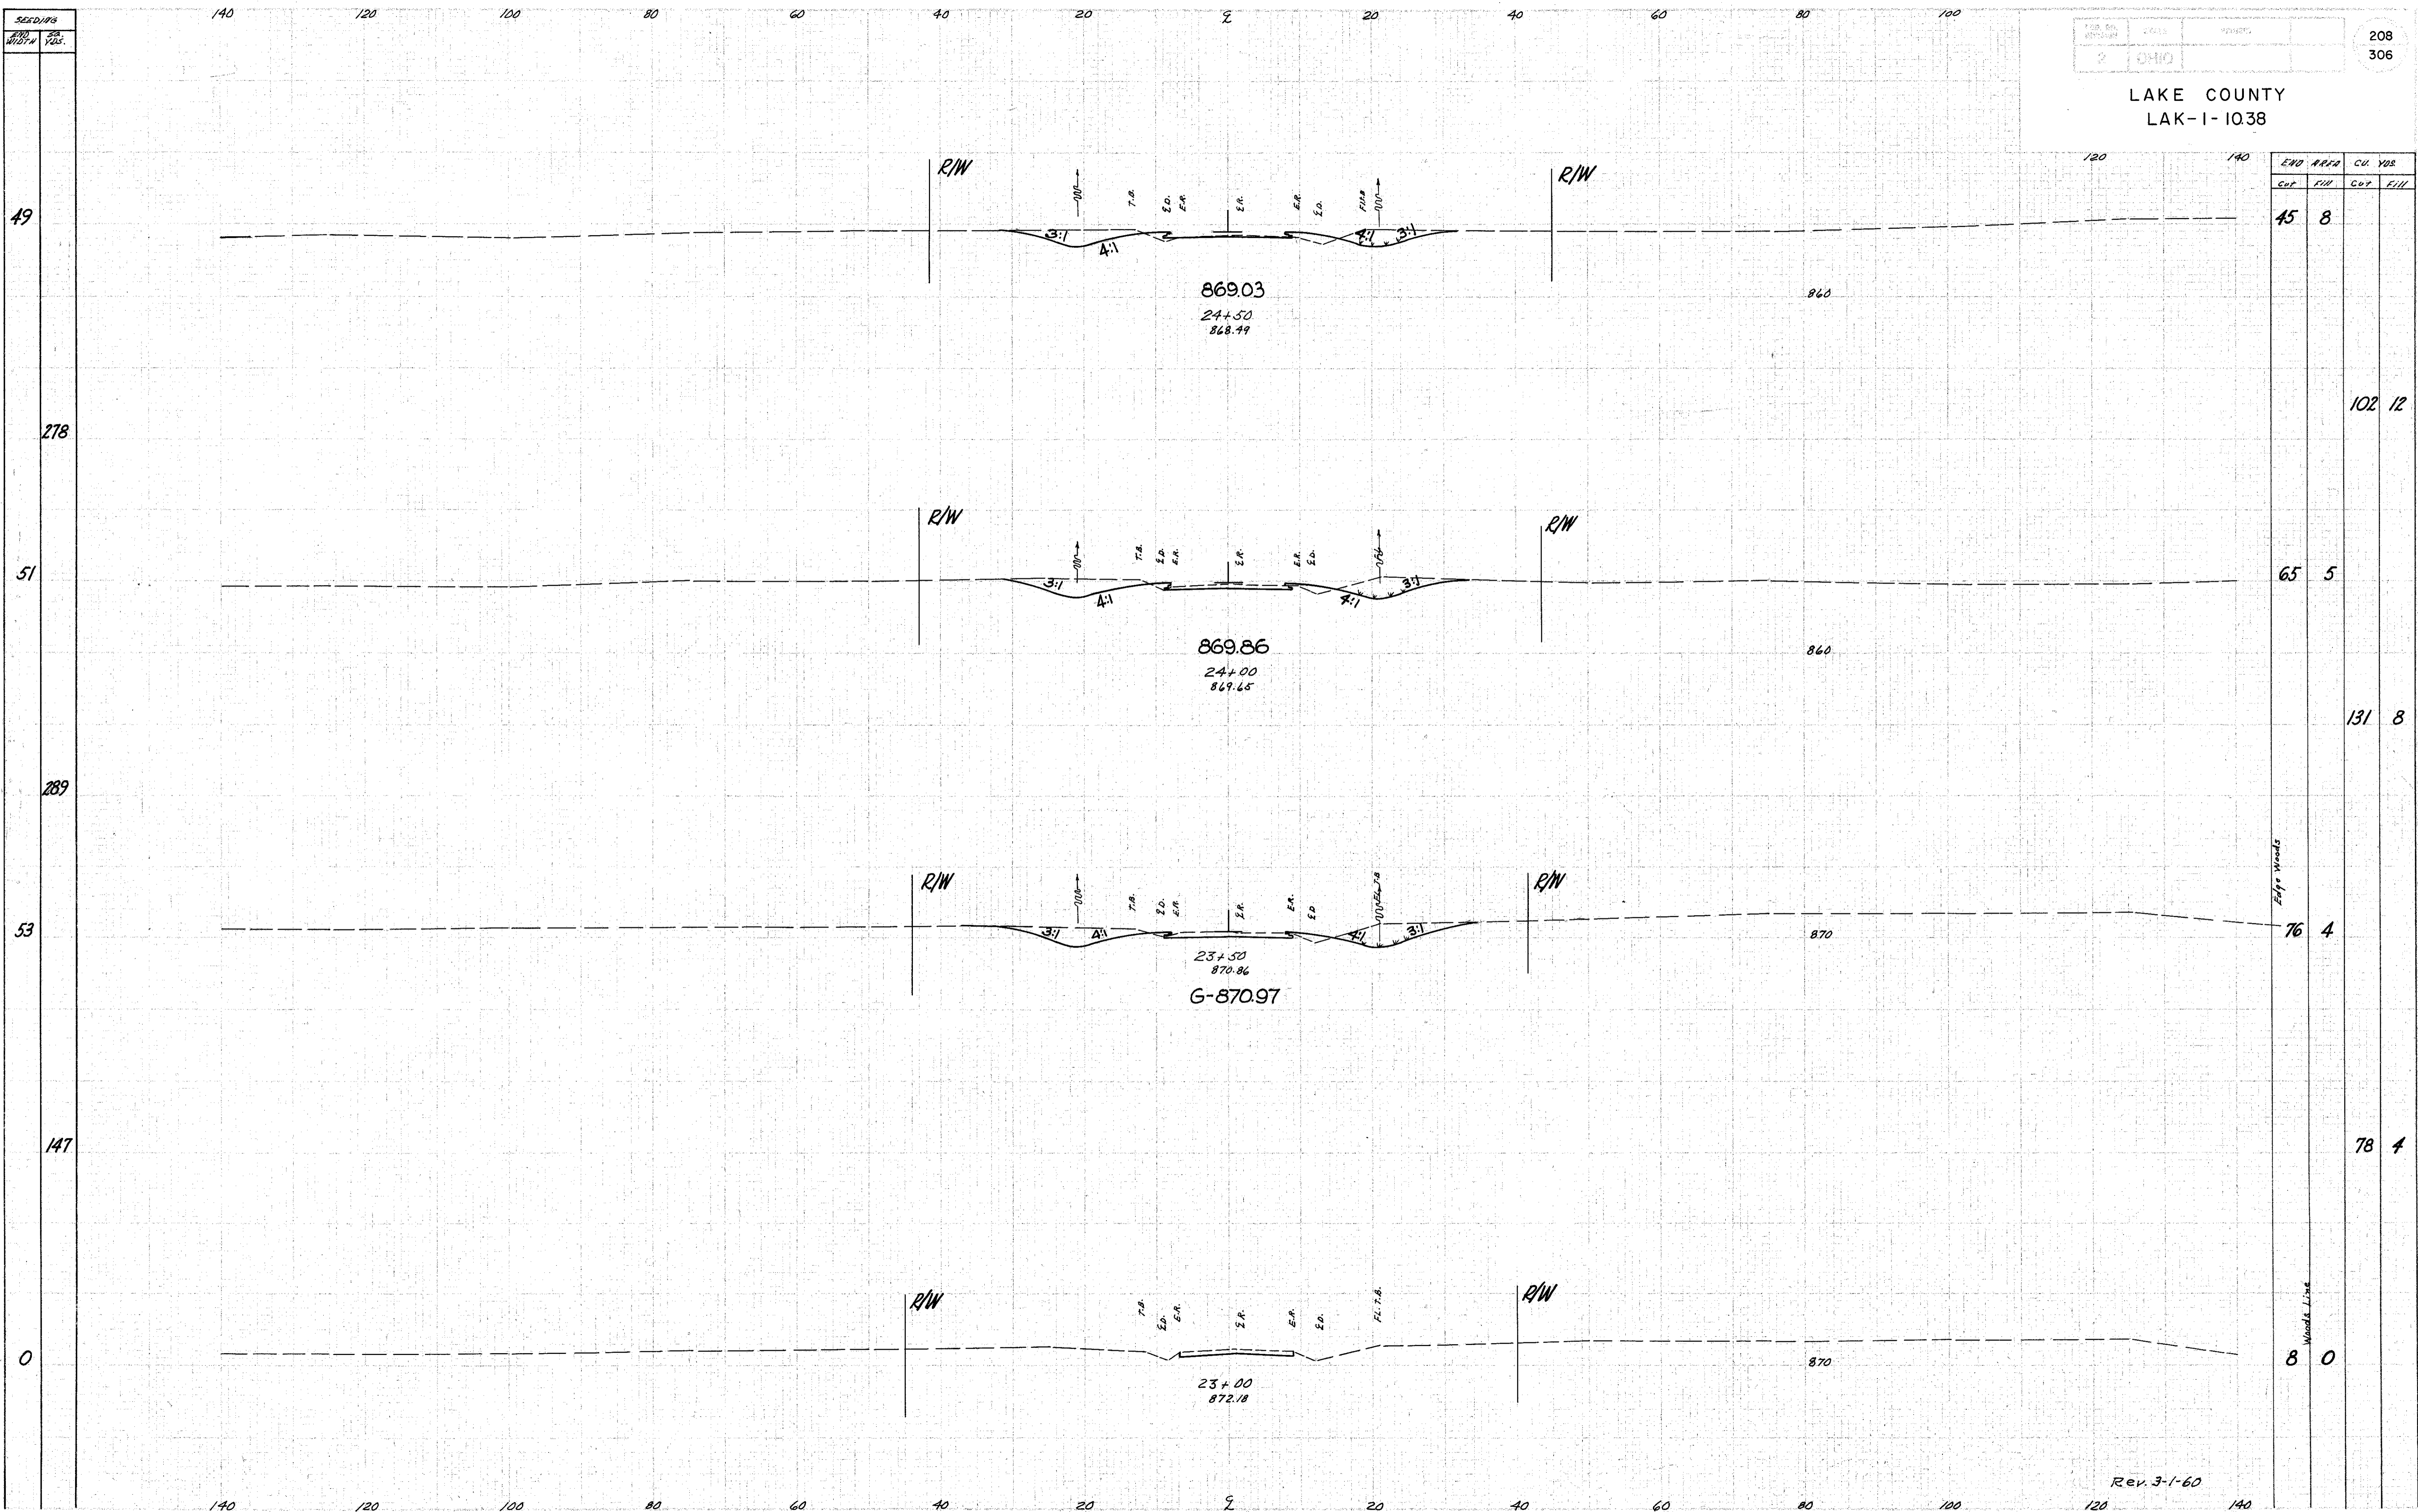 140 120 100 80 60 40 20 ℄ 20 40 60 80 100
SEEDING
END WIDTH SQ. YDS.
2 OHIO
208
306
LAKE COUNTY
LAK-1-10.38
120 140
END AREA CU. YDS.
Cut Fill Cut Fill
R/W R/W
T.B. ℄D. E.R. ℄R. E.R. ℄D.
49 45 8
3:1 4:1 4:1 3:1
869.03 860
24+50
868.49
102 12
278
R/W R/W
T.B. ℄D. E.R. ℄R. E.R. ℄D.
51 65 5
3:1 4:1 4:1 3:1
869.86 860
24+00
869.65
131 8
289
Edge Woods
R/W R/W
T.B. ℄D. E.R. ℄R. E.R. ℄D
53 76 4
3:1 4:1 4:1 3:1
870
23+50
870.86
G-870.97
147 78 4
R/W R/W
T.B. ℄D. E.R. ℄R. E.R. ℄D. FL. T.B.
Woods Line
0 870 8 0
23+00
872.18
Rev. 3-1-60
140 120 100 80 60 40 20 ℄ 20 40 60 80 100 120 140